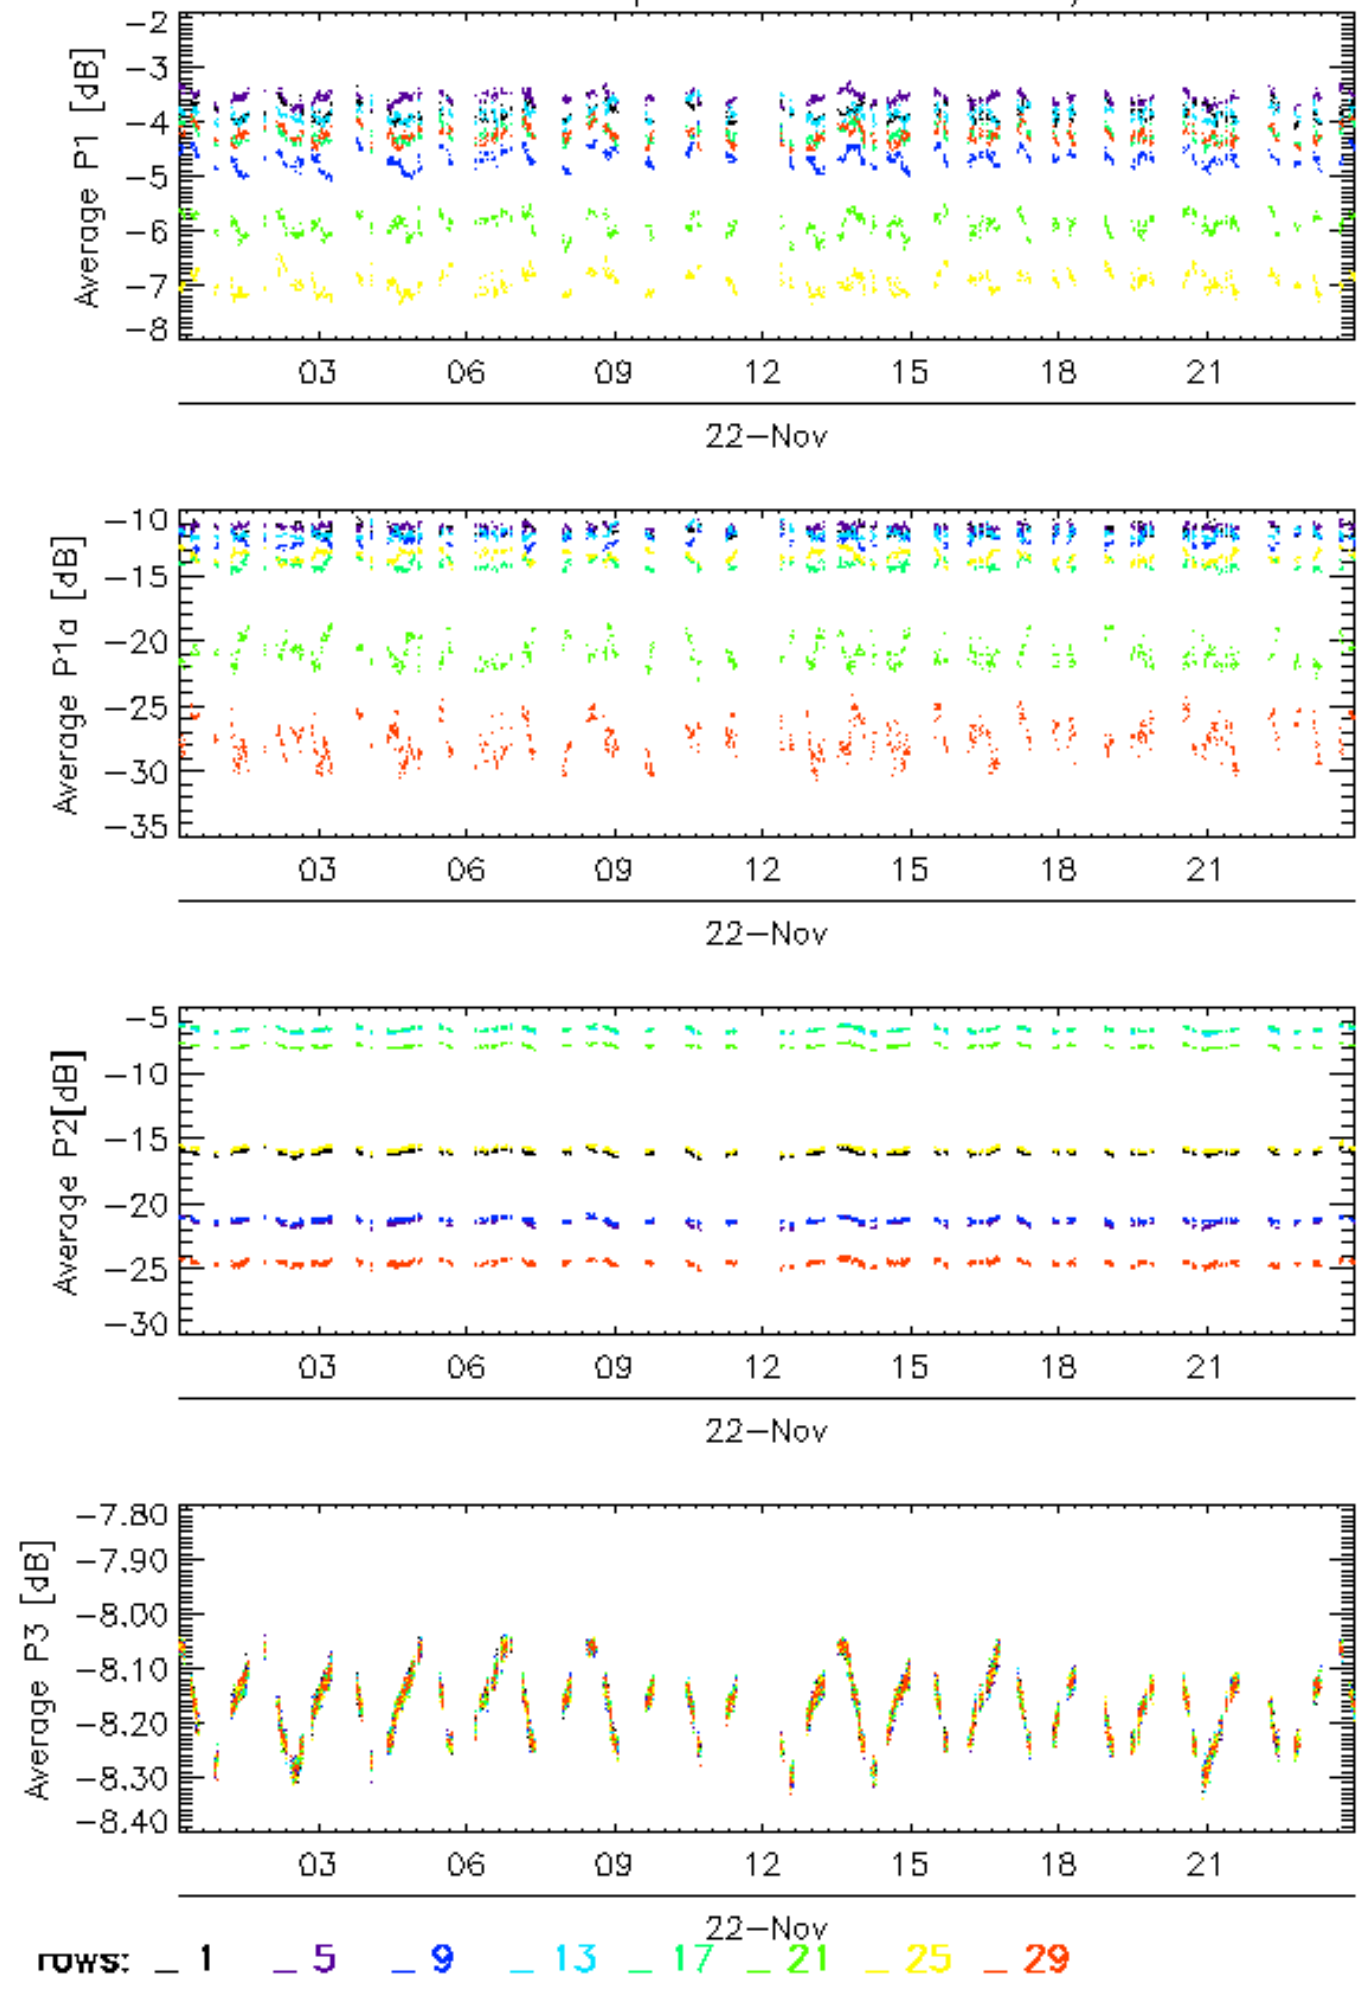 Average P1 [dB]
-2
-3
-4
-5
-6
-7
-8
03 06 09 12 15 18 21
22-Nov
Average P1a [dB]
-10
-15
-20
-25
-30
-35
03 06 09 12 15 18 21
22-Nov
Average P2[dB]
-5
-10
-15
-20
-25
-30
03 06 09 12 15 18 21
22-Nov
Average P3 [dB]
-7.80
-7.90
-8.00
-8.10
-8.20
-8.30
-8.40
03 06 09 12 15 18 21
22-Nov
rows: _ 1 _ 5 _ 9 _ 13 _ 17 _ 21 _ 25 _ 29